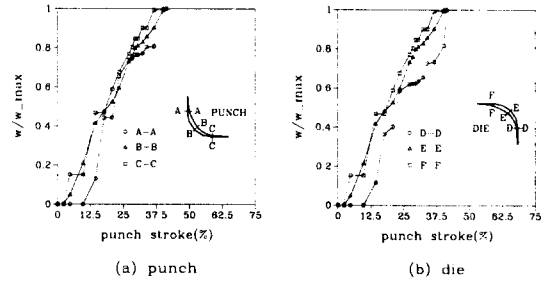 (a)
w/w_max
1
0.8
0.6
0.4
0.2
0
0 12.5 25 37.5 50 62.5 75
punch stroke(%)
A A
B B
C
C
PUNCH
A-A
B-B
C-C
(a) punch
(b)
w/w_max
1
0.8
0.6
0.4
0.2
0
0 12.5 25 37.5 50 62.5 75
punch stroke(%)
F
F
E
E
DIE D D
D-D
E E
F F
(b) die